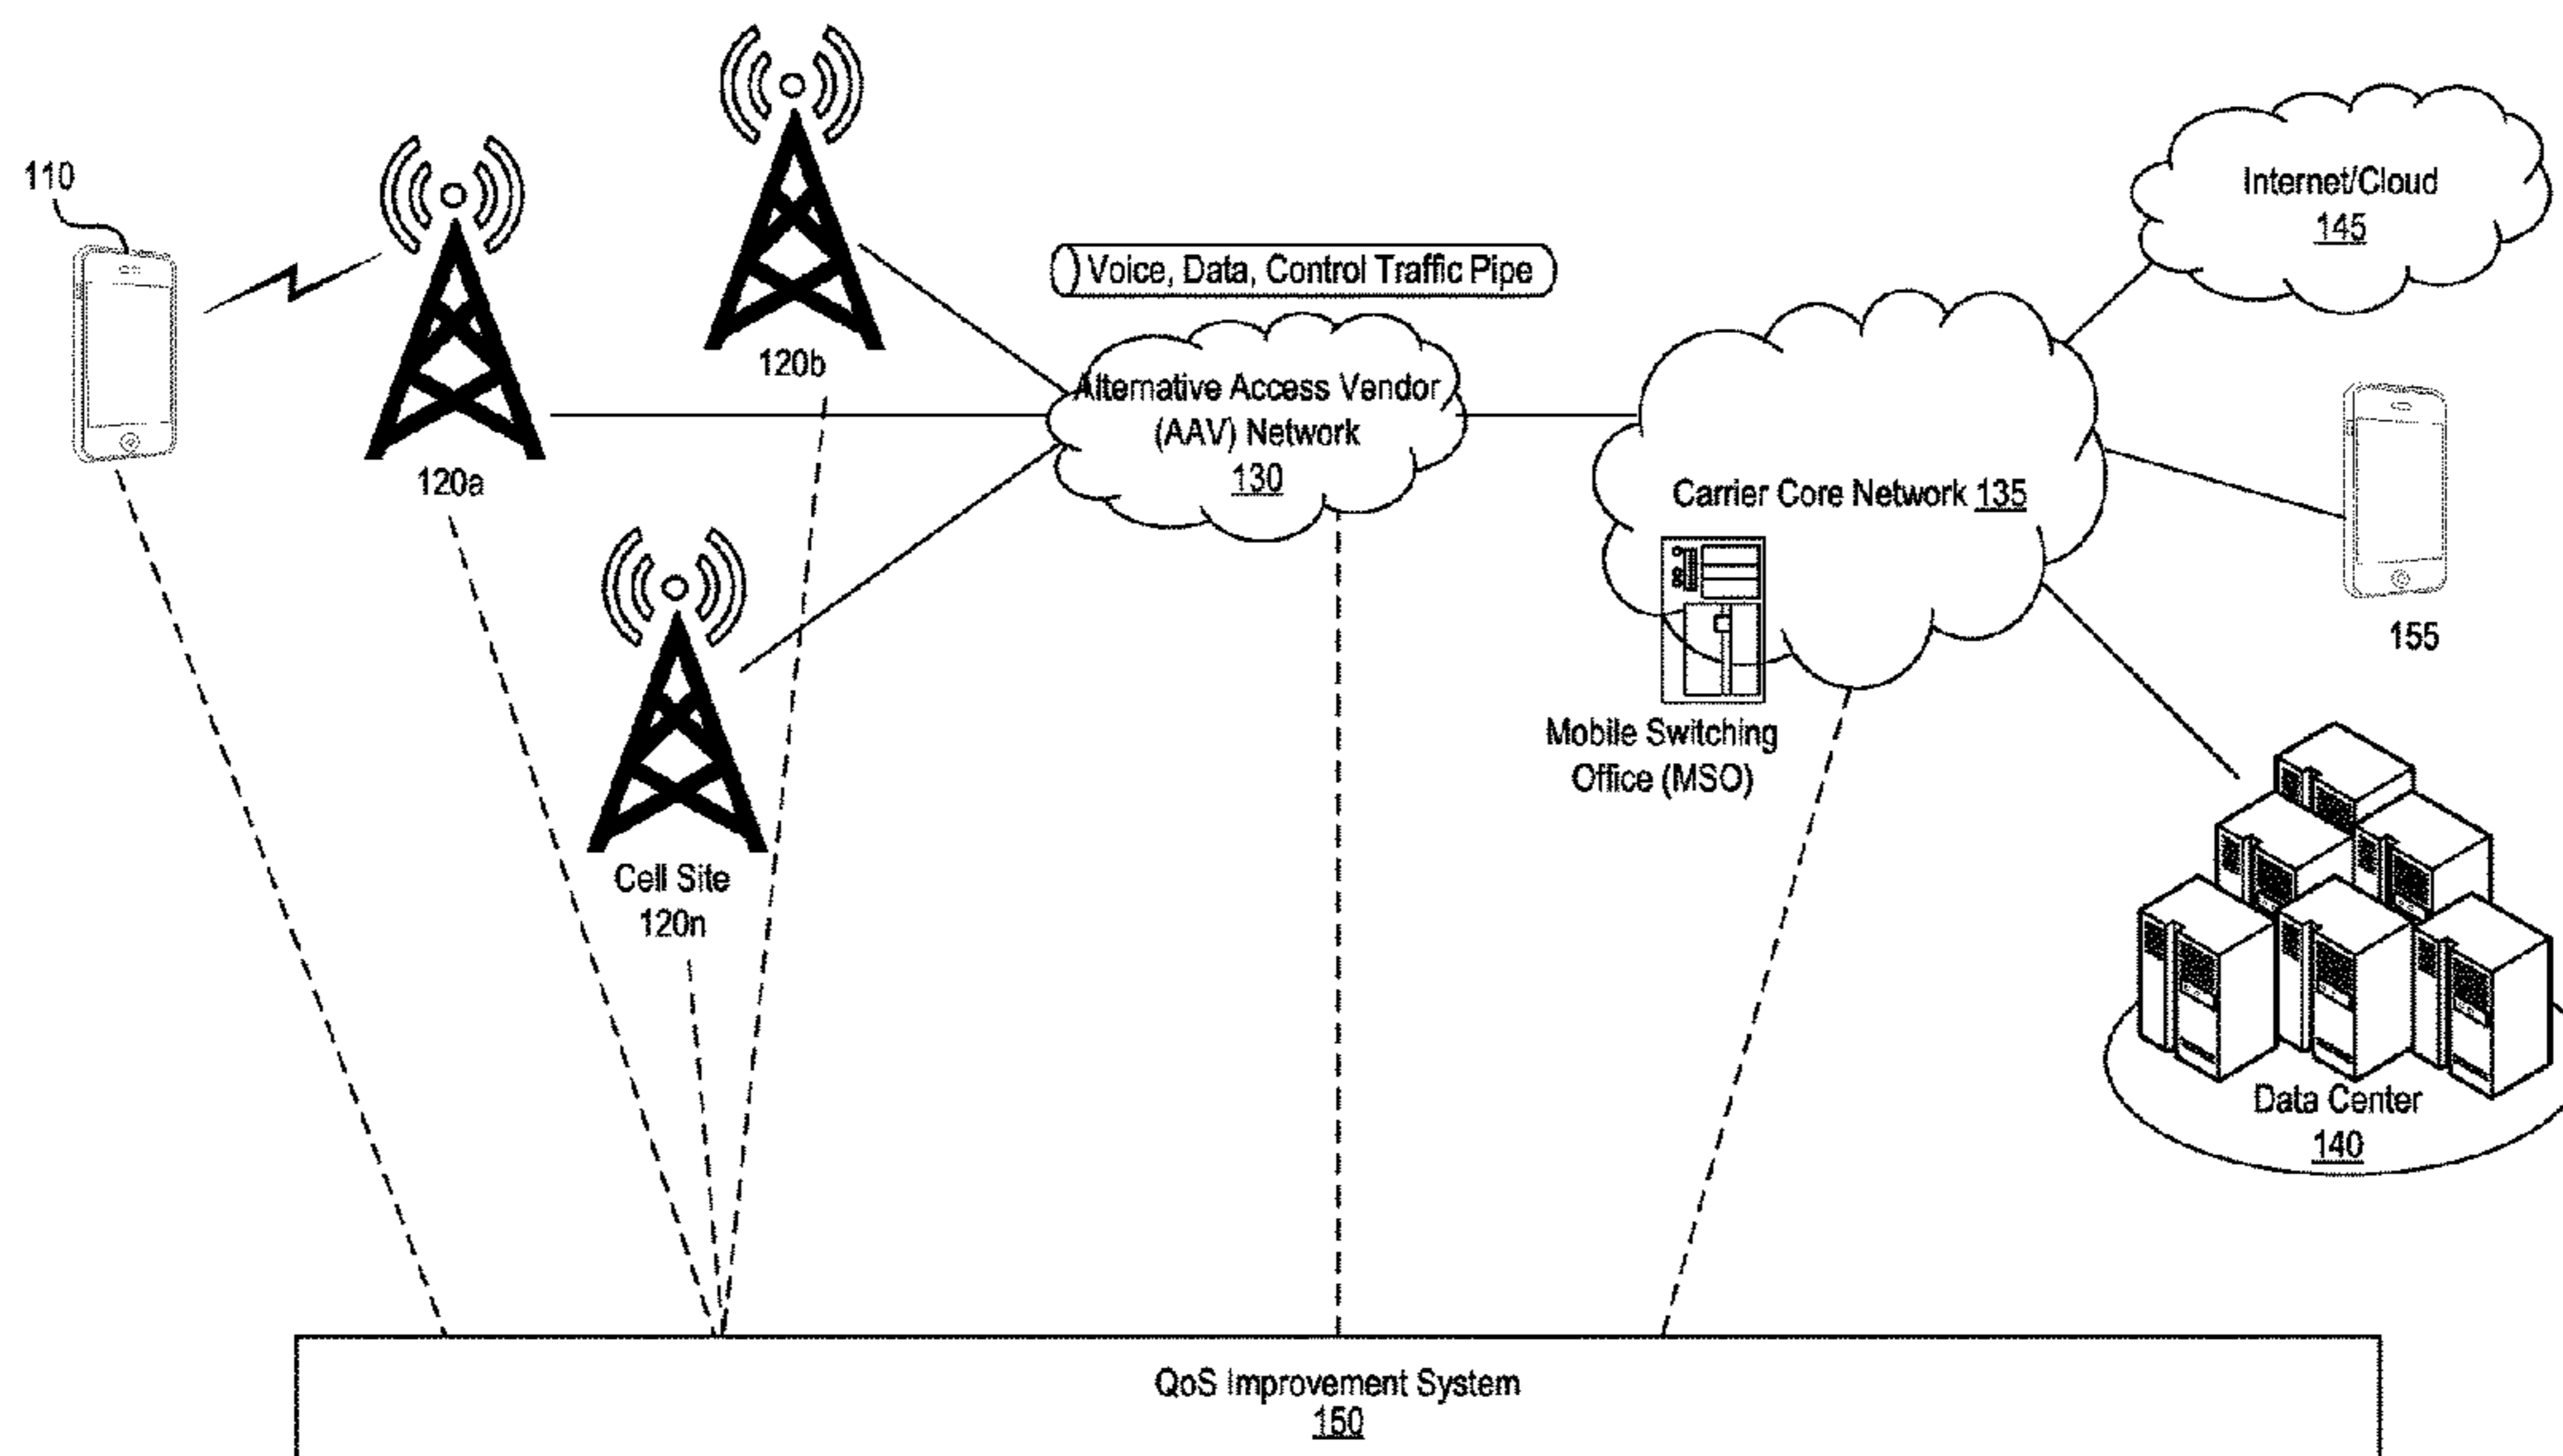 110
120a
120b
Cell Site
120n
Voice, Data, Control Traffic Pipe
Alternative Access Vendor
(AAV) Network
130
Carrier Core Network 135
Mobile Switching
Office (MSO)
Internet/Cloud
145
155
Data Center
140
QoS Improvement System
150